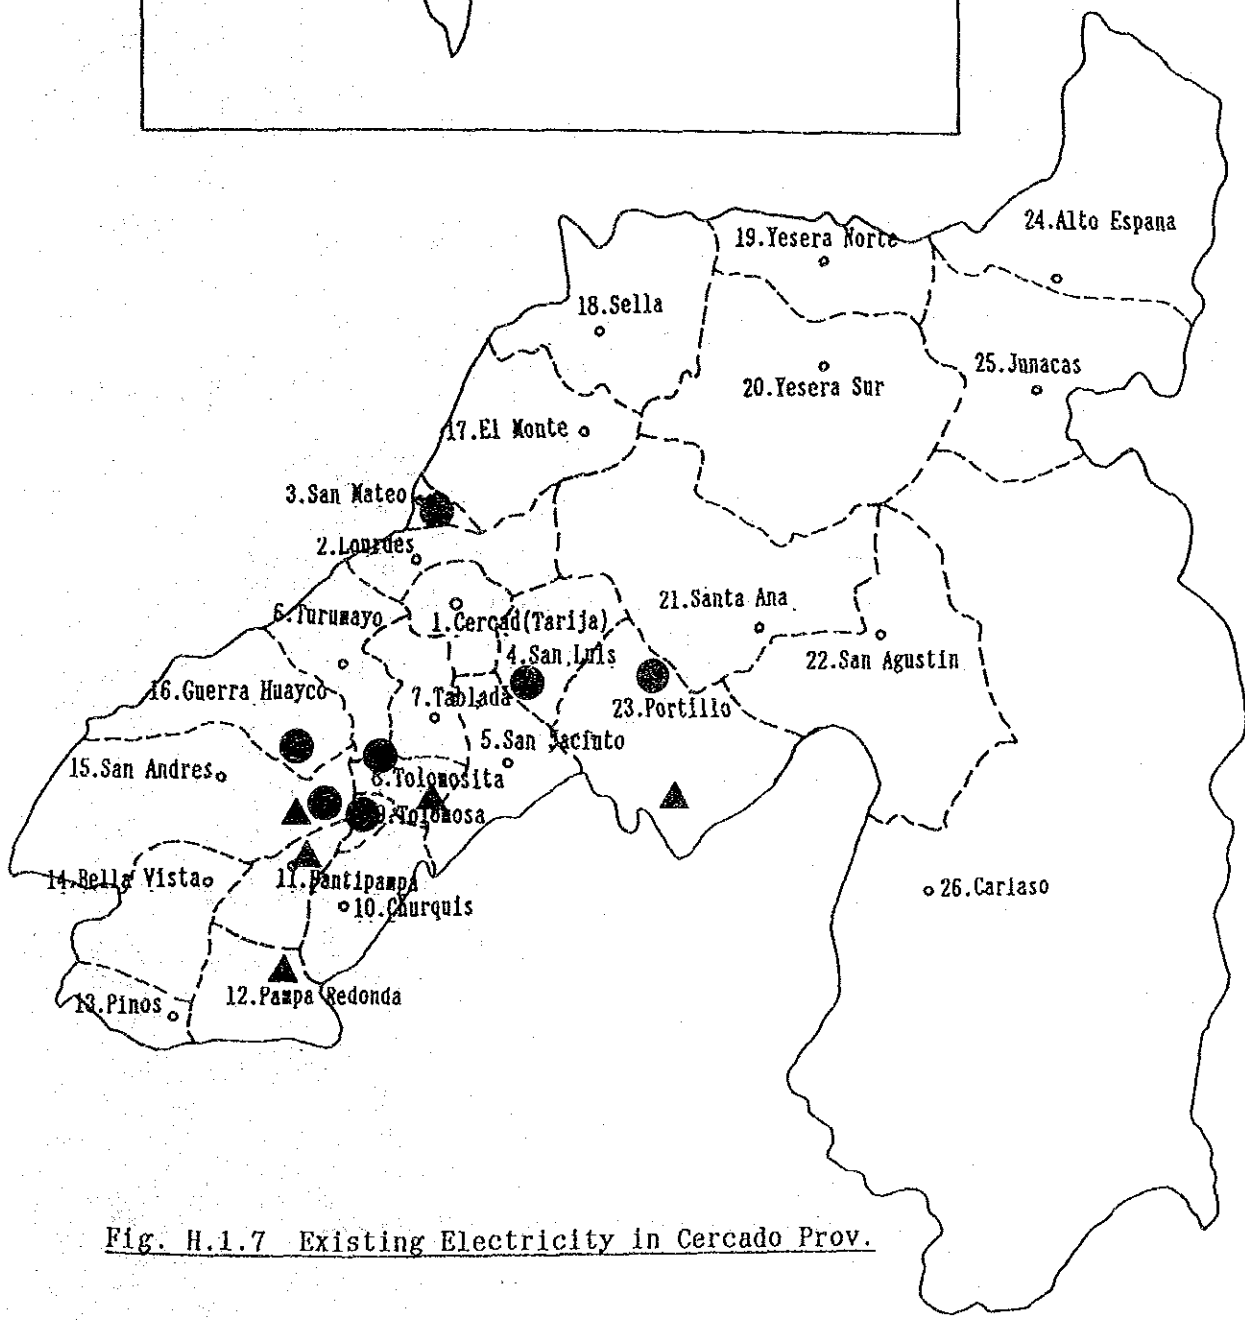 24.Alto Espana
19.Yesera Norte
18.Sella
25.Junacas
20.Yesera Sur
17.El Monte
3.San Mateo
2.Lourdes
21.Santa Ana
6.Turumayo
1.Cercad(Tarija)
4.San Luis
22.San Agustin
16.Guerra Huayco
7.Tablada
23.Portillo
5.San Jacinto
15.San Andres
8.Tolomosita
9.Tolomosa
14.Bella Vista
11.Pantipampa
26.Cariaso
10.Churquis
12.Pampa Redonda
13.Pinos
Fig. H.1.7 Existing Electricity in Cercado Prov.